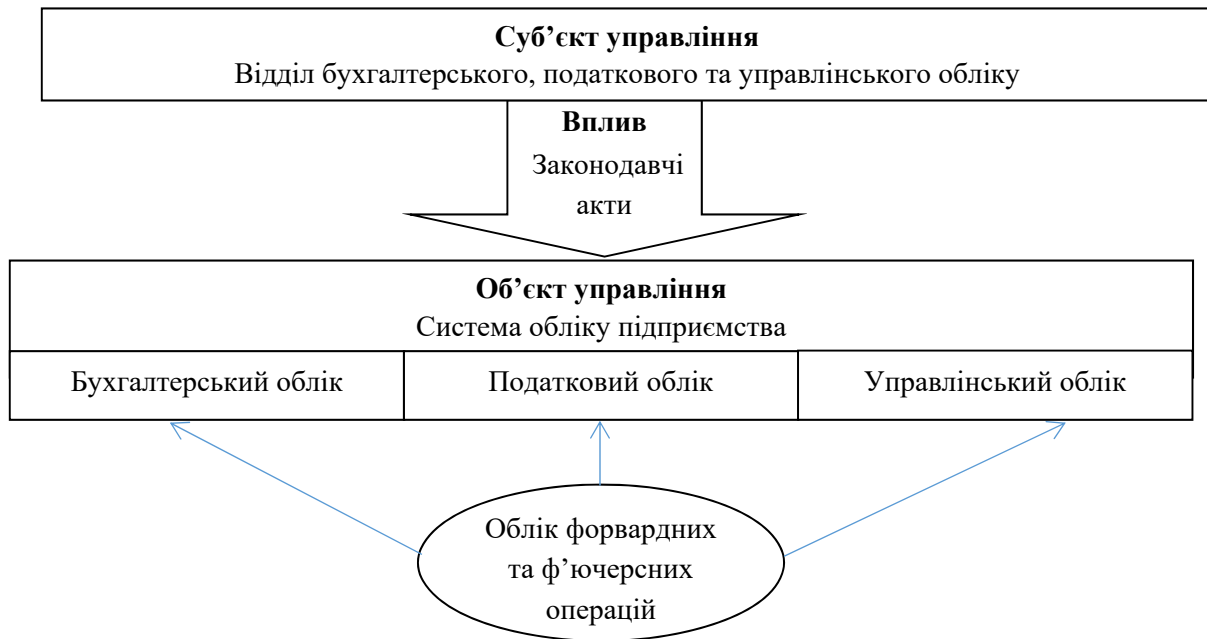 Суб’єкт управління
Відділ бухгалтерського, податкового та управлінського обліку
Вплив
Законодавчі
акти
Об’єкт управління
Система обліку підприємства
Бухгалтерський облік
Податковий облік
Управлінський облік
Облік форвардних
та ф’ючерсних
операцій